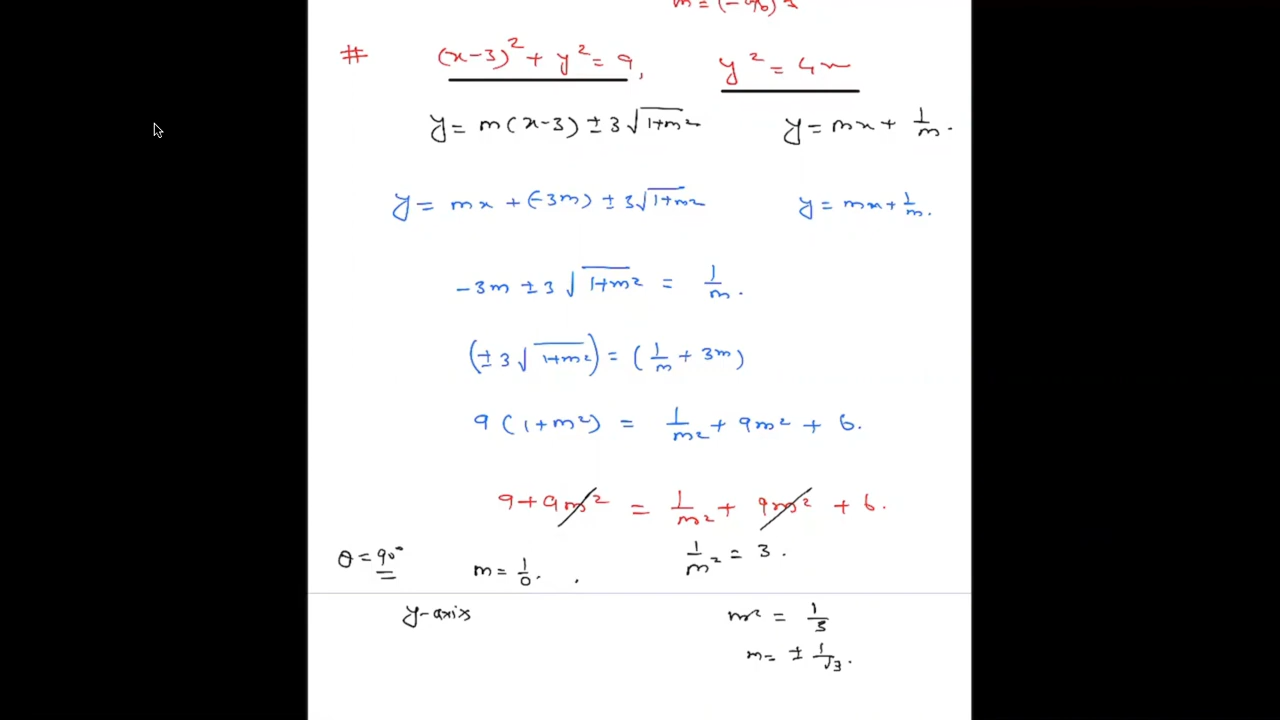 # (x-3)² + y² = 9, y² = 4x
y = m(x-3) ± 3√1+m² y = mx + 1/m.
y = mx + (-3m) ± 3√1+m² y = mx + 1/m.
-3m ± 3√1+m² = 1/m.
(± 3√1+m²) = (1/m + 3m)
9(1+m²) = 1/m² + 9m² + 6.
9+9m² = 1/m² + 9m² + 6.
θ = 90° m = 1/0. 1/m² = 3.
y-axis m² = 1/3
m = ± 1/√3.